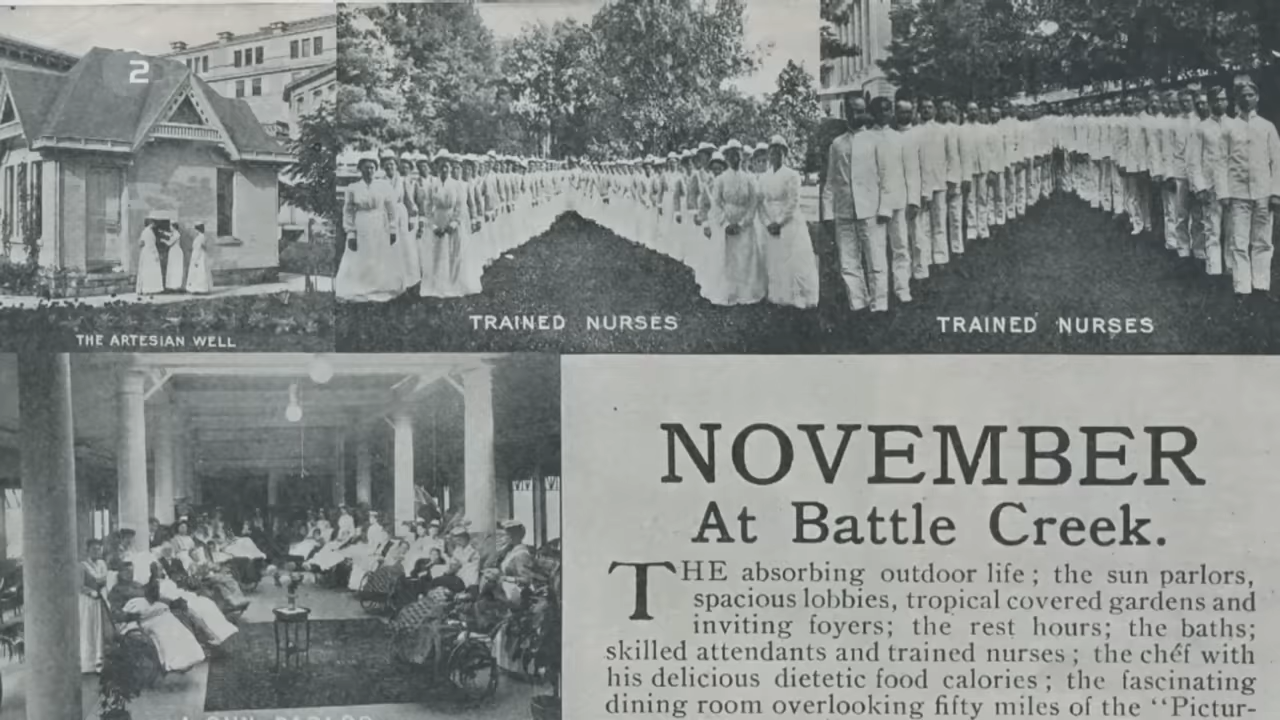 2
THE ARTESIAN WELL
TRAINED NURSES
TRAINED NURSES
A SUN PARLOR
NOVEMBER
At Battle Creek.
THE absorbing outdoor life; the sun parlors,
spacious lobbies, tropical covered gardens and
inviting foyers; the rest hours; the baths;
skilled attendants and trained nurses; the chéf with
his delicious dietetic food calories; the fascinating
dining room overlooking fifty miles of the "Pictur-